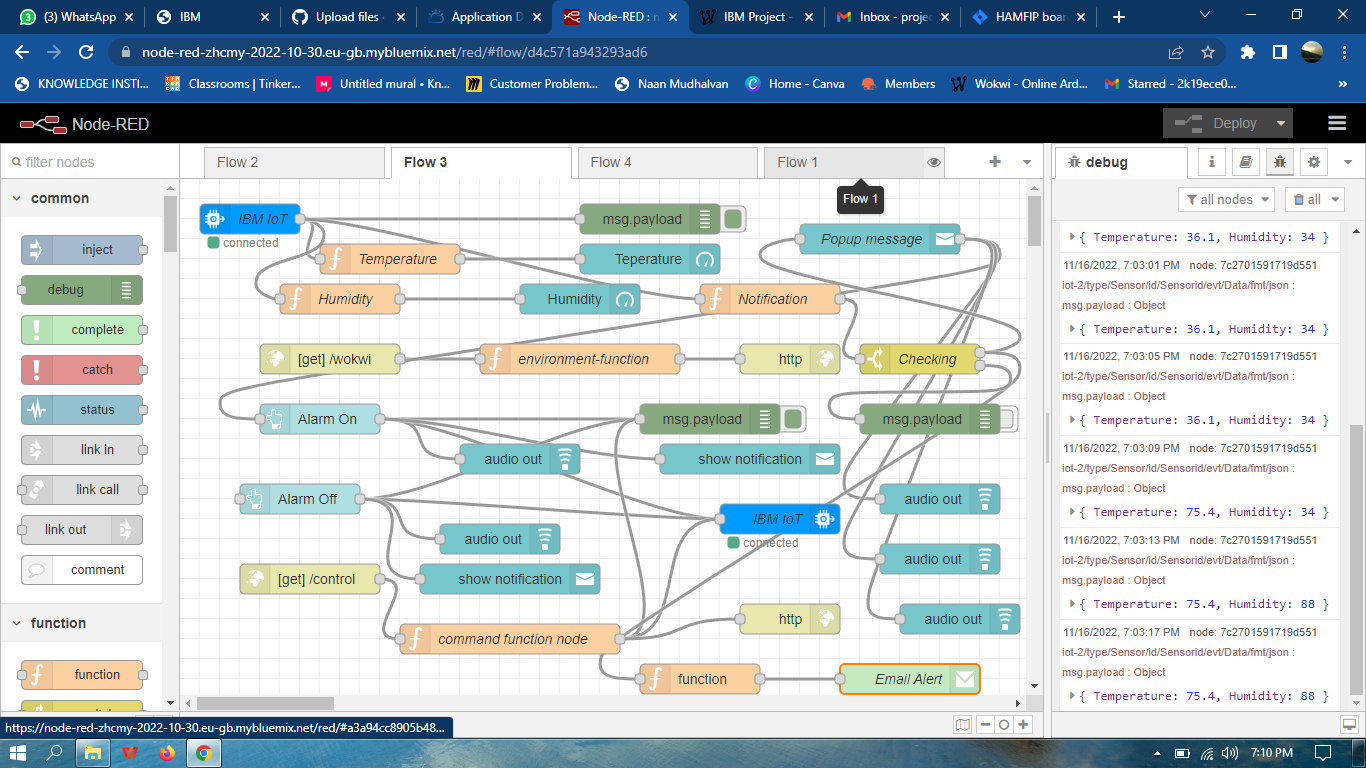 (3) WhatsApp
IBM
Upload files ·
Application D
Node-RED : n
IBM Project -
Inbox - proje
HAMFIP boar
node-red-zhcmy-2022-10-30.eu-gb.mybluemix.net/red/#flow/d4c571a943293ad6
KNOWLEDGE INSTI...
Classrooms | Tinker...
Untitled mural • Kn...
Customer Problem...
Naan Mudhalvan
Home - Canva
Members
Wokwi - Online Ard...
Starred - 2k19ece0...
»
Node-RED
Deploy
filter nodes
common
inject
debug
complete
catch
status
link in
link call
link out
comment
function
function
Flow 2
Flow 3
Flow 4
Flow 1
Flow 1
IBM IoT
connected
msg.payload
Popup message
Temperature
Teperature
Humidity
Humidity
Notification
[get] /wokwi
environment-function
http
Checking
Alarm On
msg.payload
msg.payload
audio out
show notification
Alarm Off
audio out
IBM IoT
connected
audio out
audio out
[get] /control
show notification
http
audio out
command function node
function
Email Alert
debug
all nodes
all
{ Temperature: 36.1, Humidity: 34 }
11/16/2022, 7:03:01 PM node: 7c2701591719d551
iot-2/type/Sensor/id/Sensorid/evt/Data/fmt/json :
msg.payload : Object
{ Temperature: 36.1, Humidity: 34 }
11/16/2022, 7:03:05 PM node: 7c2701591719d551
iot-2/type/Sensor/id/Sensorid/evt/Data/fmt/json :
msg.payload : Object
{ Temperature: 36.1, Humidity: 34 }
11/16/2022, 7:03:09 PM node: 7c2701591719d551
iot-2/type/Sensor/id/Sensorid/evt/Data/fmt/json :
msg.payload : Object
{ Temperature: 75.4, Humidity: 34 }
11/16/2022, 7:03:13 PM node: 7c2701591719d551
iot-2/type/Sensor/id/Sensorid/evt/Data/fmt/json :
msg.payload : Object
{ Temperature: 75.4, Humidity: 88 }
11/16/2022, 7:03:17 PM node: 7c2701591719d551
iot-2/type/Sensor/id/Sensorid/evt/Data/fmt/json :
msg.payload : Object
{ Temperature: 75.4, Humidity: 88 }
https://node-red-zhcmy-2022-10-30.eu-gb.mybluemix.net/red/#a3a94cc8905b48...
7:10 PM